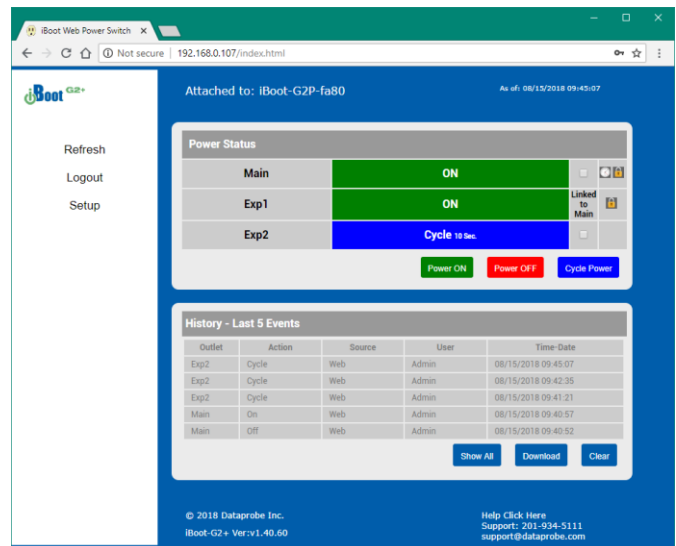 iBoot Web Power Switch
Not secure | 192.168.0.107/index.html
iBoot G2+
Attached to: iBoot-G2P-fa80
As of: 08/15/2018 09:45:07
Refresh
Logout
Setup
Power Status
Main ON
Exp1 ON Linked to Main
Exp2 Cycle 10 Sec.
Power ON Power OFF Cycle Power
History - Last 5 Events
Outlet Action Source User Time-Date
Exp2 Cycle Web Admin 08/15/2018 09:45:07
Exp2 Cycle Web Admin 08/15/2018 09:42:35
Exp2 Cycle Web Admin 08/15/2018 09:41:21
Main On Web Admin 08/15/2018 09:40:57
Main Off Web Admin 08/15/2018 09:40:52
Show All Download Clear
© 2018 Dataprobe Inc.
iBoot-G2+ Ver:v1.40.60
Help Click Here
Support: 201-934-5111
support@dataprobe.com